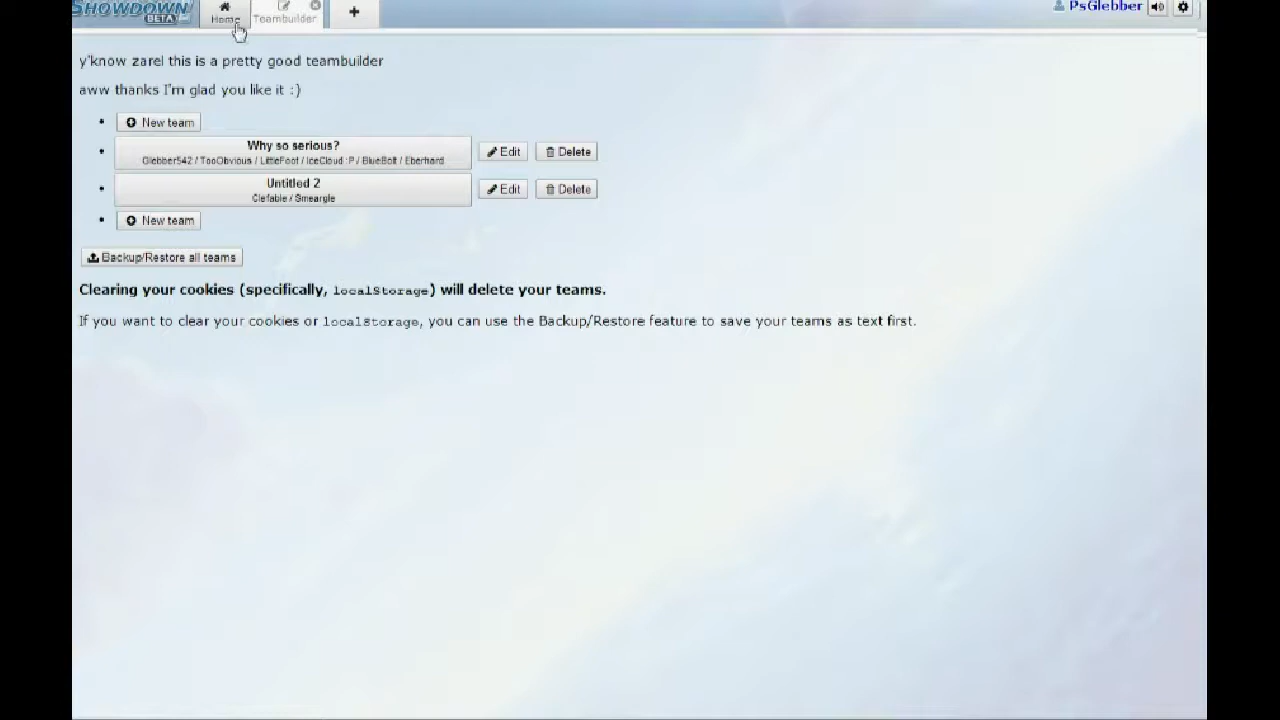 SHOWDOWN
BETA
Home
Teambuilder
PsGlebber
y'know zarel this is a pretty good teambuilder
aww thanks I'm glad you like it :)
New team
Why so serious?
Glebber542 / TooObvious / LittleFoot / IceCloud :P / BlueBolt / Eberhard
Edit
Delete
Untitled 2
Clefable / Smeargle
Edit
Delete
New team
Backup/Restore all teams
Clearing your cookies (specifically, localStorage) will delete your teams.
If you want to clear your cookies or localStorage, you can use the Backup/Restore feature to save your teams as text first.